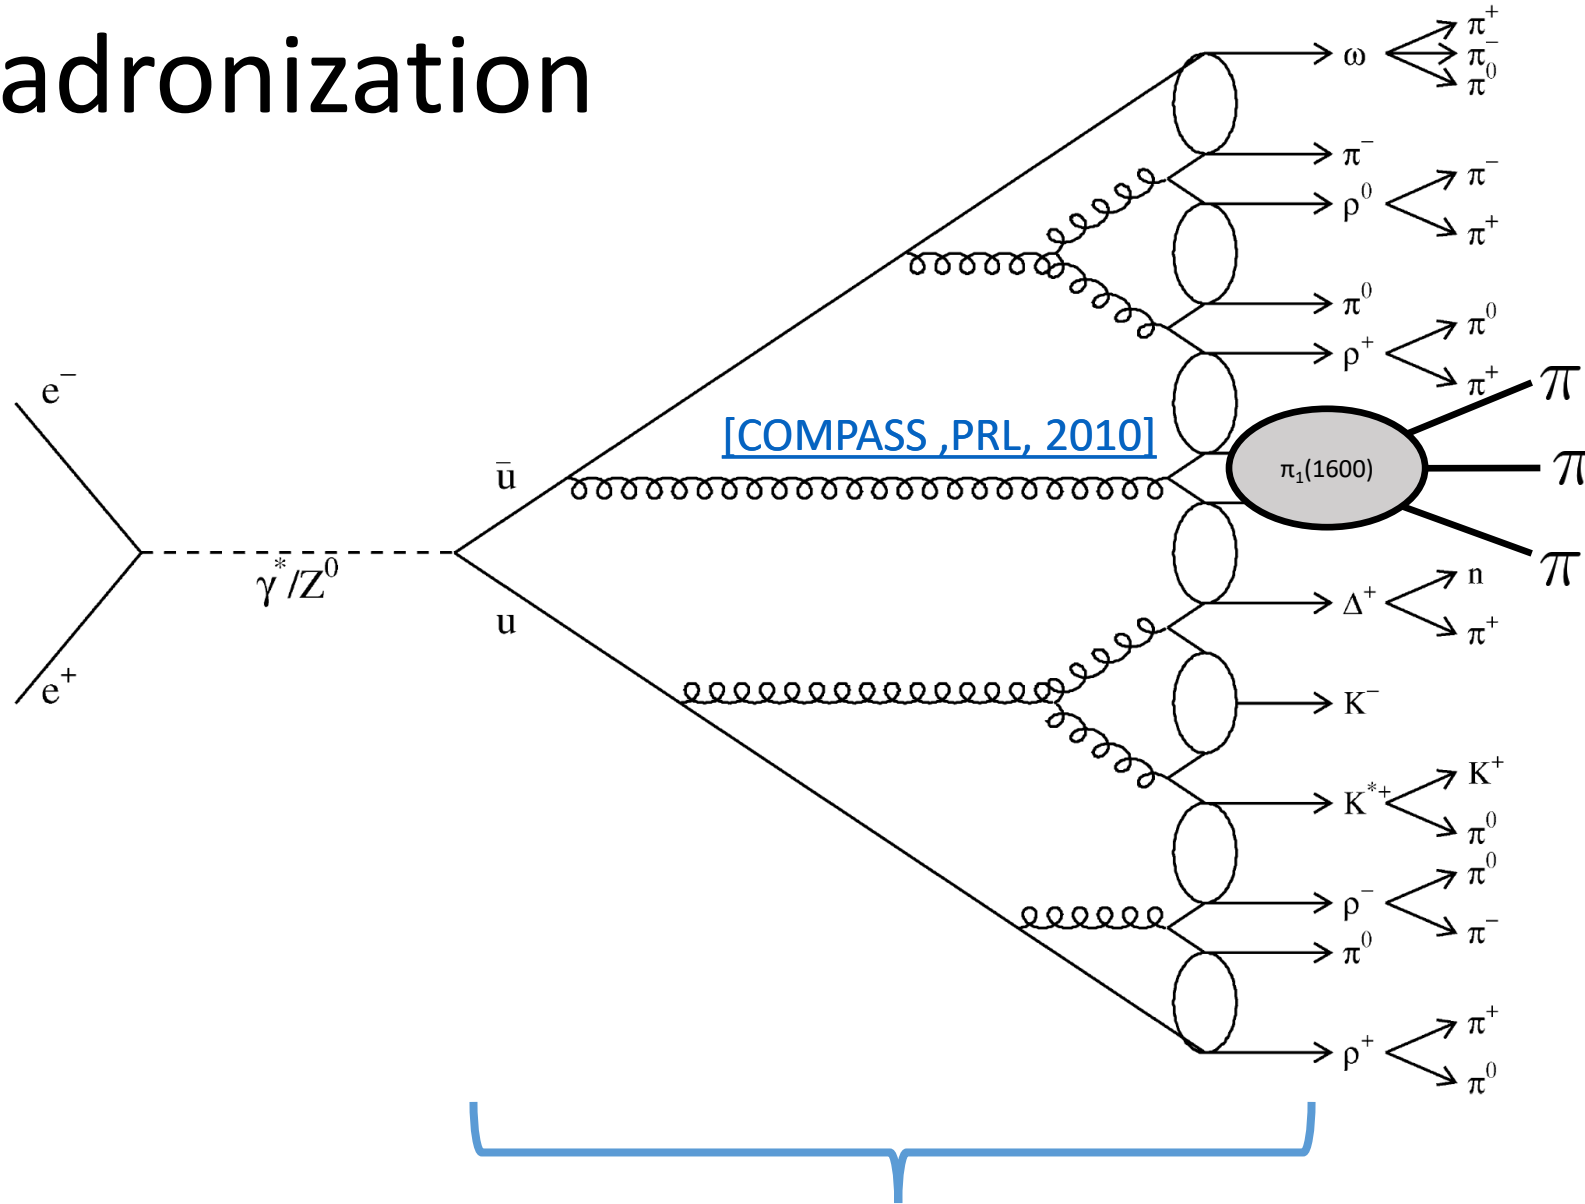 adronization
ω π⁺ π⁻ π⁰
π⁻
ρ⁰ π⁻ π⁺
π⁰
ρ⁺ π⁰ π⁺
e⁻
[COMPASS ,PRL, 2010]
π₁(1600) π π π
ū
γ*/Z⁰
u
Δ⁺ n π⁺
e⁺
K⁻
K*⁺ K⁺ π⁰
ρ⁻ π⁰ π⁻
π⁰
ρ⁺ π⁺ π⁰